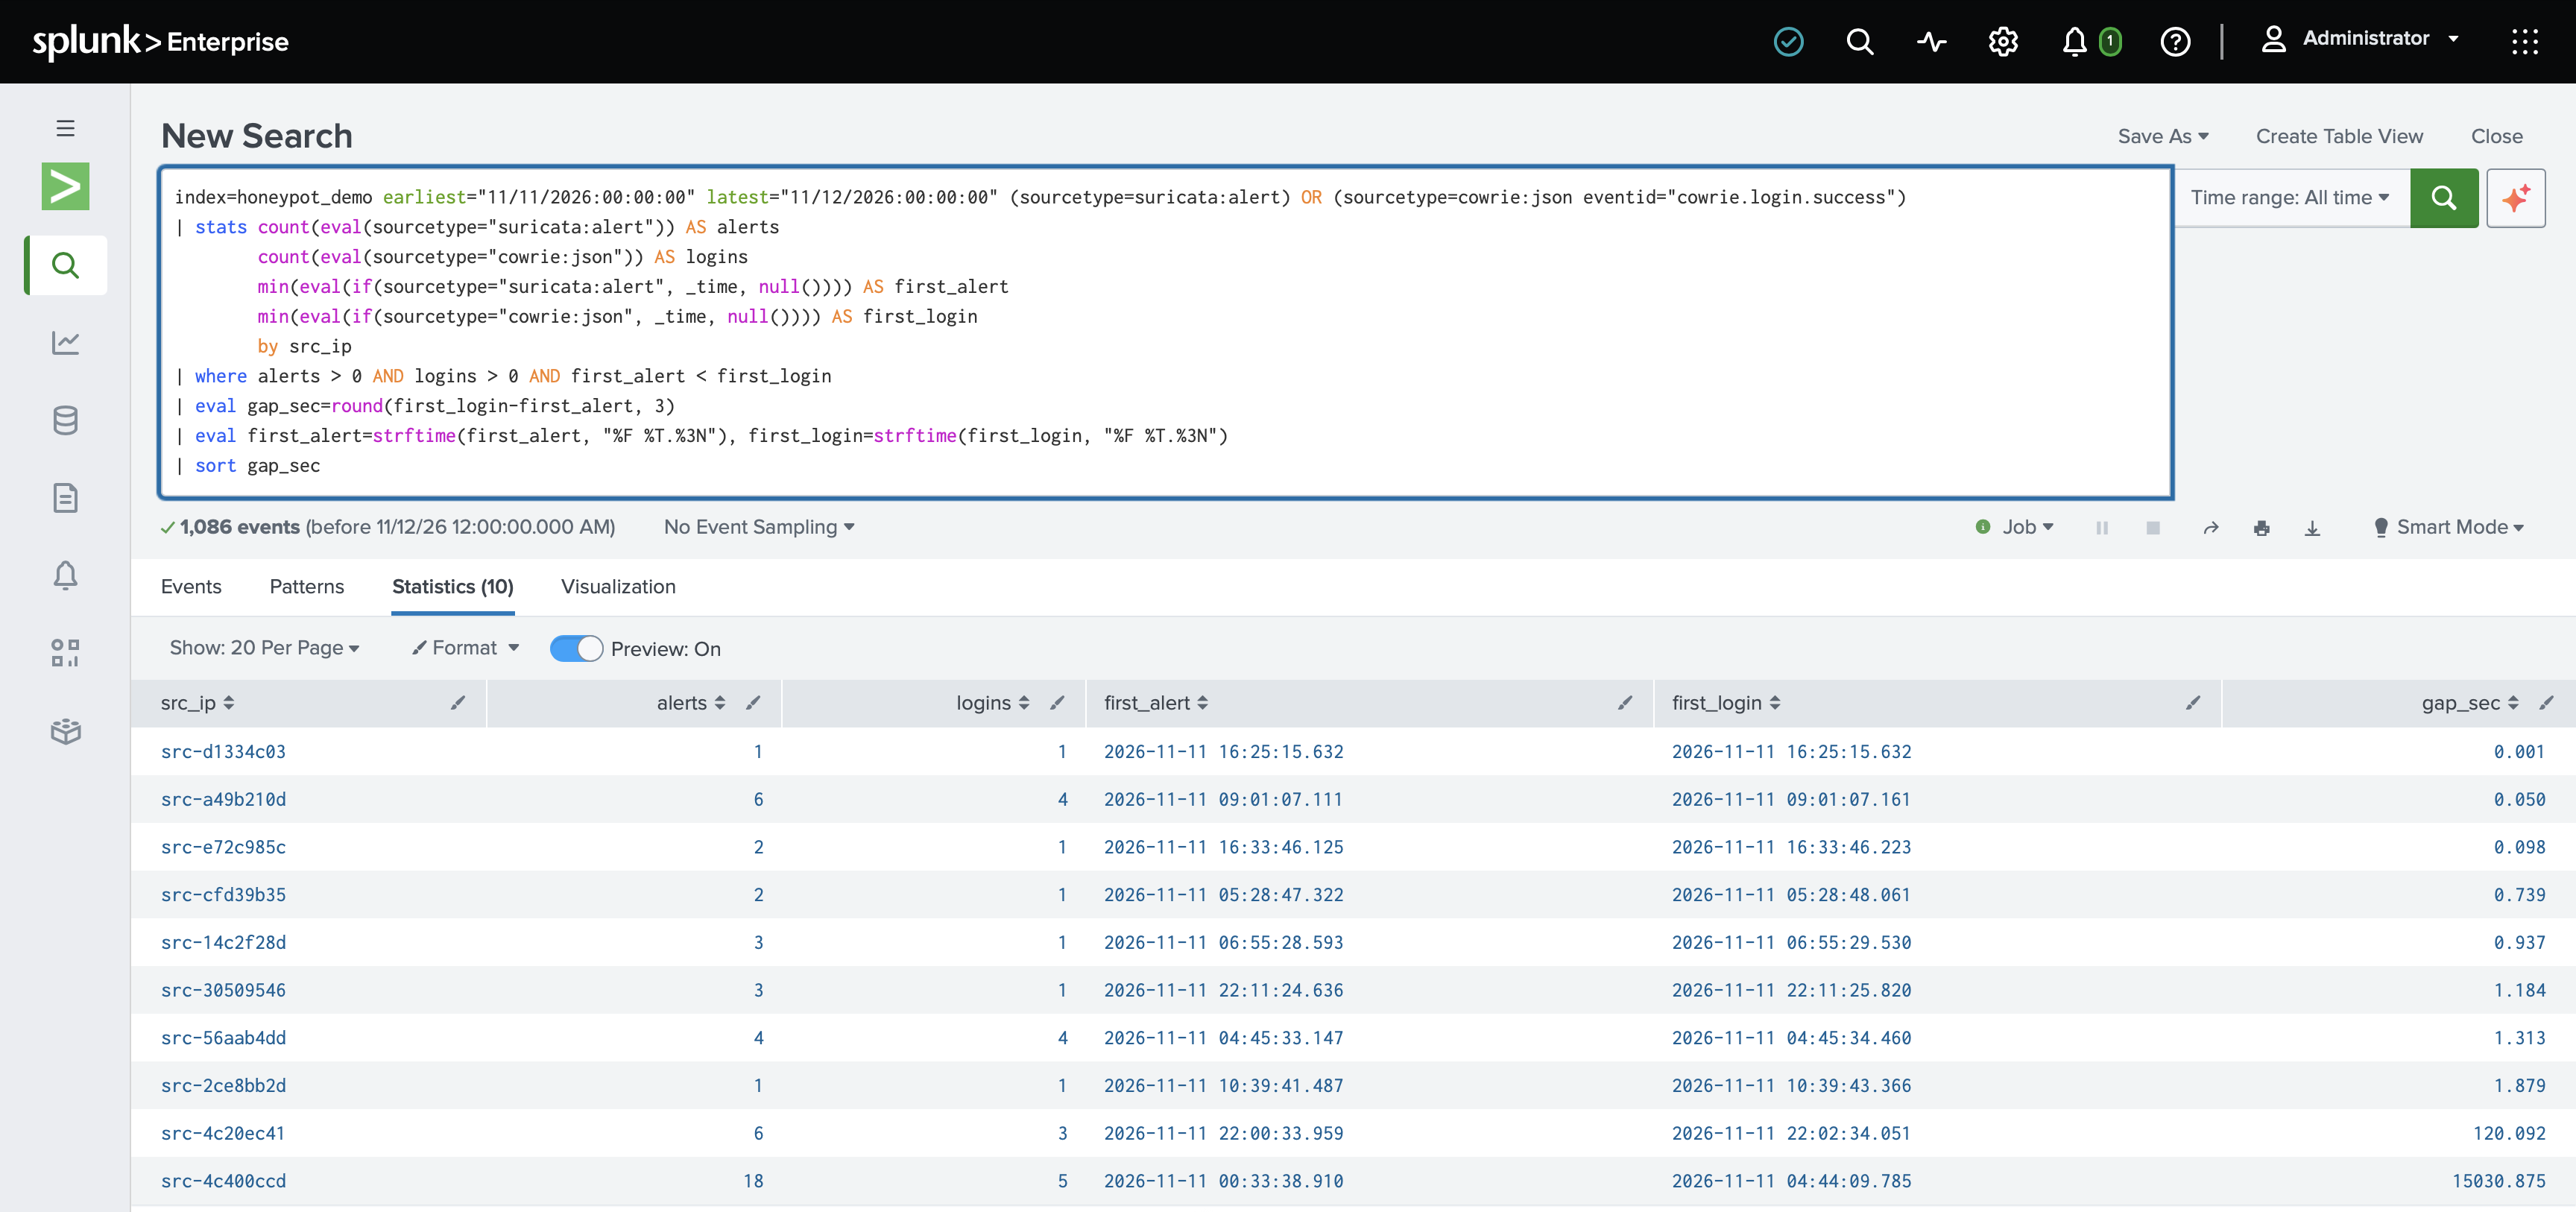 splunk>Enterprise
1
Administrator
New Search
Save As
Create Table View
Close
index=honeypot_demo earliest="11/11/2026:00:00:00" latest="11/12/2026:00:00:00" (sourcetype=suricata:alert) OR (sourcetype=cowrie:json eventid="cowrie.login.success")
| stats count(eval(sourcetype="suricata:alert")) AS alerts
count(eval(sourcetype="cowrie:json")) AS logins
min(eval(if(sourcetype="suricata:alert", _time, null()))) AS first_alert
min(eval(if(sourcetype="cowrie:json", _time, null()))) AS first_login
by src_ip
| where alerts > 0 AND logins > 0 AND first_alert < first_login
| eval gap_sec=round(first_login-first_alert, 3)
| eval first_alert=strftime(first_alert, "%F %T.%3N"), first_login=strftime(first_login, "%F %T.%3N")
| sort gap_sec
Time range: All time
1,086 events (before 11/12/26 12:00:00.000 AM)
No Event Sampling
Job
Smart Mode
Events
Patterns
Statistics (10)
Visualization
Show: 20 Per Page
Format
Preview: On
src_ip alerts logins first_alert first_login gap_sec
src-d1334c03 1 1 2026-11-11 16:25:15.632 2026-11-11 16:25:15.632 0.001
src-a49b210d 6 4 2026-11-11 09:01:07.111 2026-11-11 09:01:07.161 0.050
src-e72c985c 2 1 2026-11-11 16:33:46.125 2026-11-11 16:33:46.223 0.098
src-cfd39b35 2 1 2026-11-11 05:28:47.322 2026-11-11 05:28:48.061 0.739
src-14c2f28d 3 1 2026-11-11 06:55:28.593 2026-11-11 06:55:29.530 0.937
src-30509546 3 1 2026-11-11 22:11:24.636 2026-11-11 22:11:25.820 1.184
src-56aab4dd 4 4 2026-11-11 04:45:33.147 2026-11-11 04:45:34.460 1.313
src-2ce8bb2d 1 1 2026-11-11 10:39:41.487 2026-11-11 10:39:43.366 1.879
src-4c20ec41 6 3 2026-11-11 22:00:33.959 2026-11-11 22:02:34.051 120.092
src-4c400ccd 18 5 2026-11-11 00:33:38.910 2026-11-11 04:44:09.785 15030.875